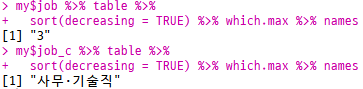 > my$job %>% table %>%
+   sort(decreasing = TRUE) %>% which.max %>% names
[1] "3"
> my$job_c %>% table %>%
+   sort(decreasing = TRUE) %>% which.max %>% names
[1] "사무·기술직"